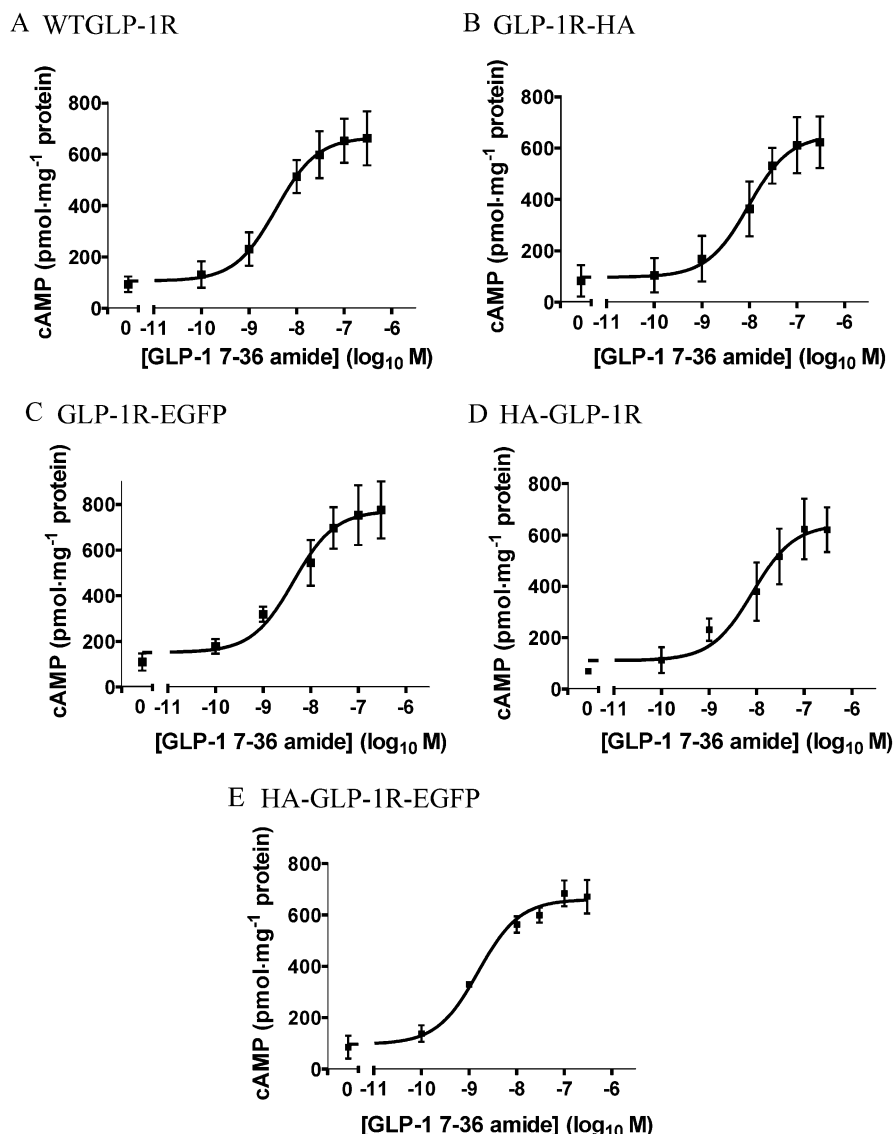 A WTGLP-1R
cAMP (pmol·mg⁻¹ protein)
800
600
400
200
0
0 -11 -10 -9 -8 -7 -6
[GLP-1 7-36 amide] (log₁₀ M)
B GLP-1R-HA
cAMP (pmol·mg⁻¹ protein)
800
600
400
200
0
0 -11 -10 -9 -8 -7 -6
[GLP-1 7-36 amide] (log₁₀ M)
C GLP-1R-EGFP
cAMP (pmol·mg⁻¹ protein)
800
600
400
200
0
0 -11 -10 -9 -8 -7 -6
[GLP-1 7-36 amide] (log₁₀ M)
D HA-GLP-1R
cAMP (pmol·mg⁻¹ protein)
800
600
400
200
0
0 -11 -10 -9 -8 -7 -6
[GLP-1 7-36 amide] (log₁₀ M)
E HA-GLP-1R-EGFP
cAMP (pmol·mg⁻¹ protein)
800
600
400
200
0
0 -11 -10 -9 -8 -7 -6
[GLP-1 7-36 amide] (log₁₀ M)